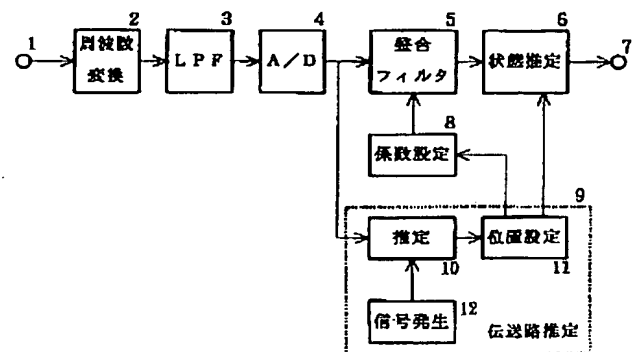 1
2
周波数
変換
3
LPF
4
A/D
5
整合
フィルタ
6
状態推定
7
8
係数設定
9
推定
10
位置設定
11
信号発生
12
伝送路推定